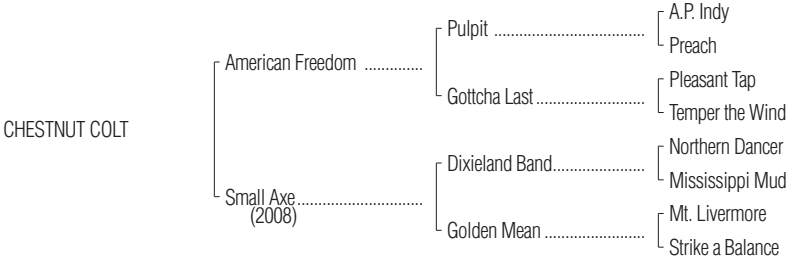 A.P. Indy
Pulpit ......................................
Preach
American Freedom ..............
Pleasant Tap
Gottcha Last...........................
Temper the Wind
CHESTNUT COLT
Northern Dancer
Dixieland Band.......................
Mississippi Mud
Small Axe................................
(2008)
Mt. Livermore
Golden Mean .........................
Strike a Balance